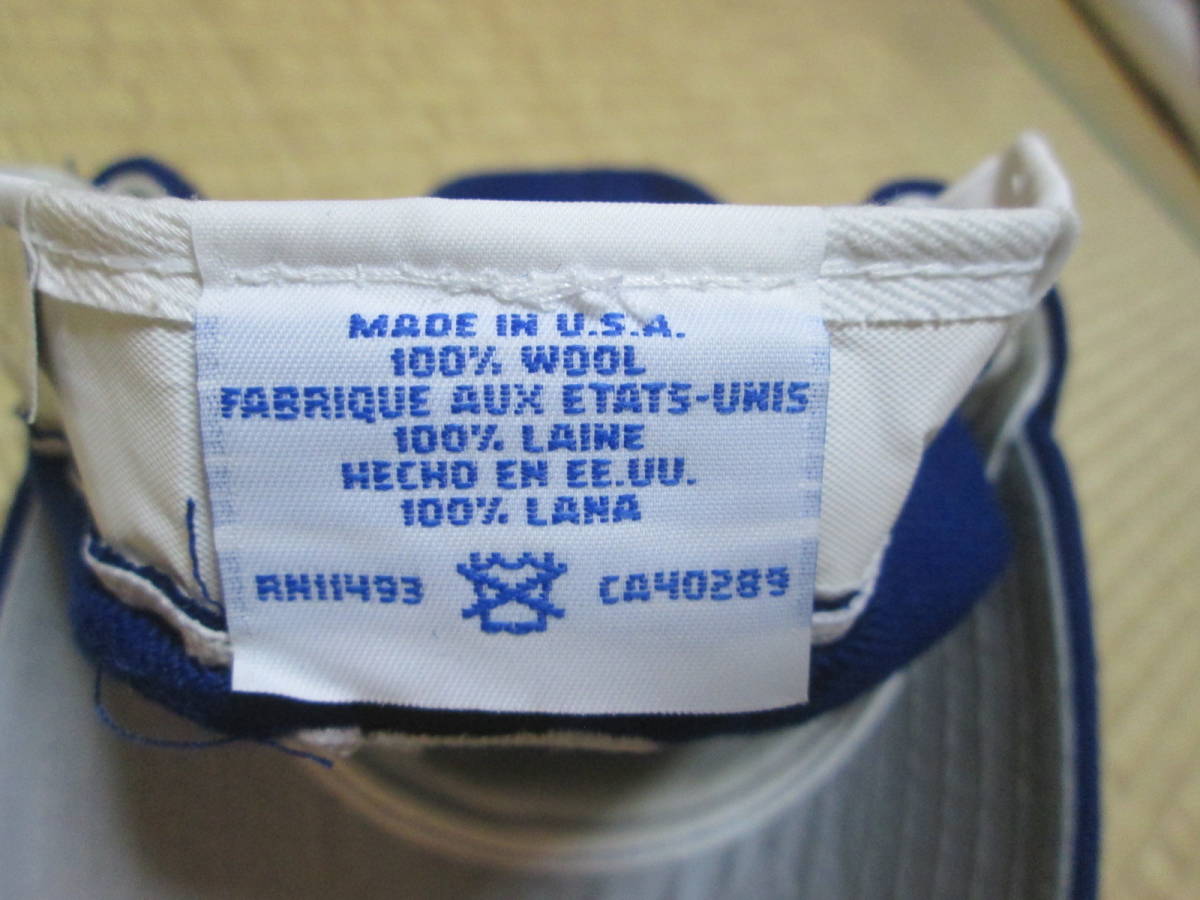 MADE IN U.S.A.
100% WOOL
FABRIQUE AUX ETATS-UNIS
100% LAINE
HECHO EN EE.UU.
100% LANA
RN11493 CA40289